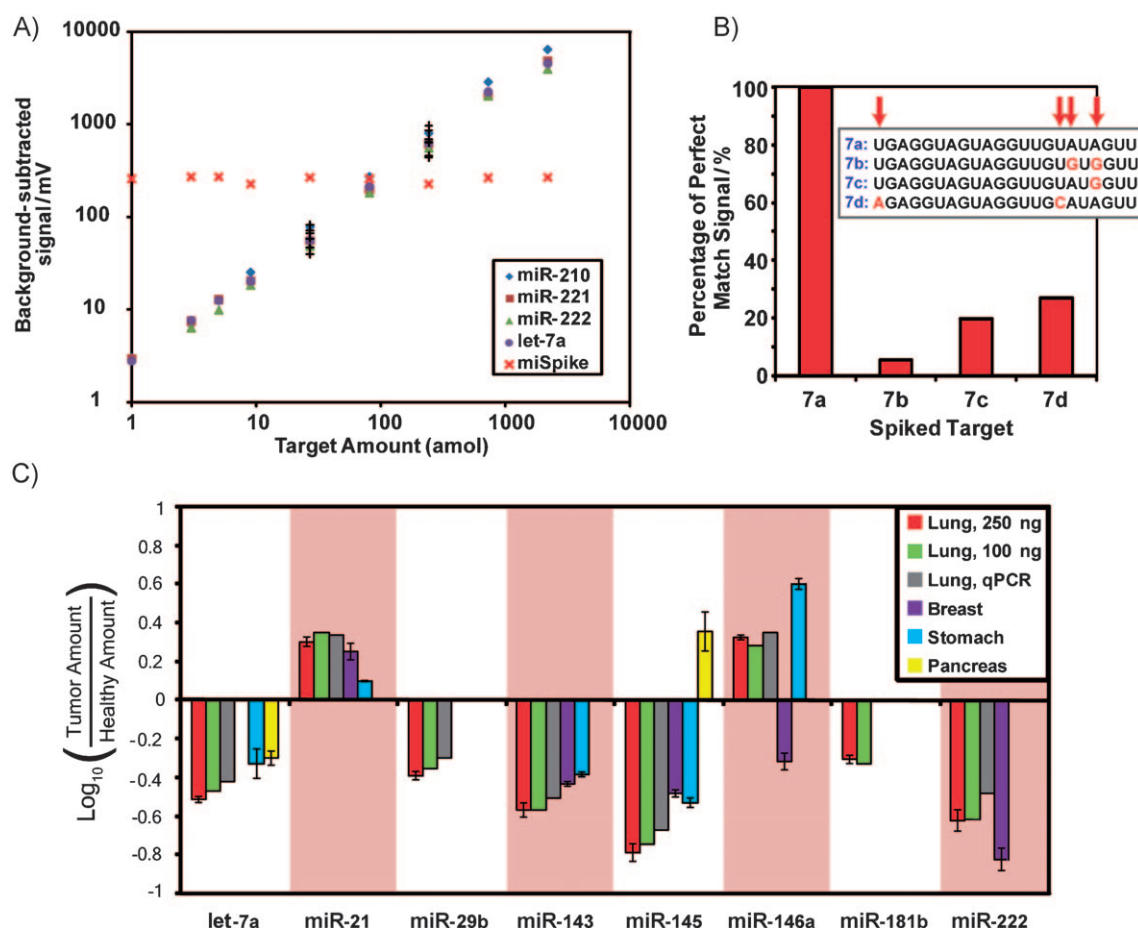 A)
10000
1000
100
10
1
Background-subtracted
signal/mV
1
10
100
1000
10000
Target Amount (amol)
miR-210
miR-221
miR-222
let-7a
miSpike
B)
100
80
60
40
20
0
Percentage of Perfect
Match Signal/%
7a: UGAGGUAGUAGGUUGUAUAGUU
7b: UGAGGUAGUAGGUUGUGUGGUU
7c: UGAGGUAGUAGGUUGUAUGGUU
7d: AGAGGUAGUAGGUUGCAUAGUU
7a
7b
7c
7d
Spiked Target
C)
1
0.8
0.6
0.4
0.2
0
-0.2
-0.4
-0.6
-0.8
-1
Log10 (Tumor Amount
Healthy Amount)
Lung, 250 ng
Lung, 100 ng
Lung, qPCR
Breast
Stomach
Pancreas
let-7a
miR-21
miR-29b
miR-143
miR-145
miR-146a
miR-181b
miR-222